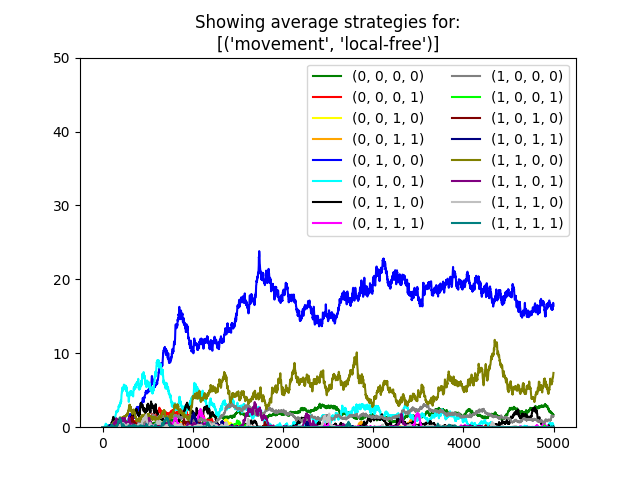 Showing average strategies for:
[('movement', 'local-free')]
50
40
30
20
10
0
(0, 0, 0, 0)
(0, 0, 0, 1)
(0, 0, 1, 0)
(0, 0, 1, 1)
(0, 1, 0, 0)
(0, 1, 0, 1)
(0, 1, 1, 0)
(0, 1, 1, 1)
(1, 0, 0, 0)
(1, 0, 0, 1)
(1, 0, 1, 0)
(1, 0, 1, 1)
(1, 1, 0, 0)
(1, 1, 0, 1)
(1, 1, 1, 0)
(1, 1, 1, 1)
0 1000 2000 3000 4000 5000